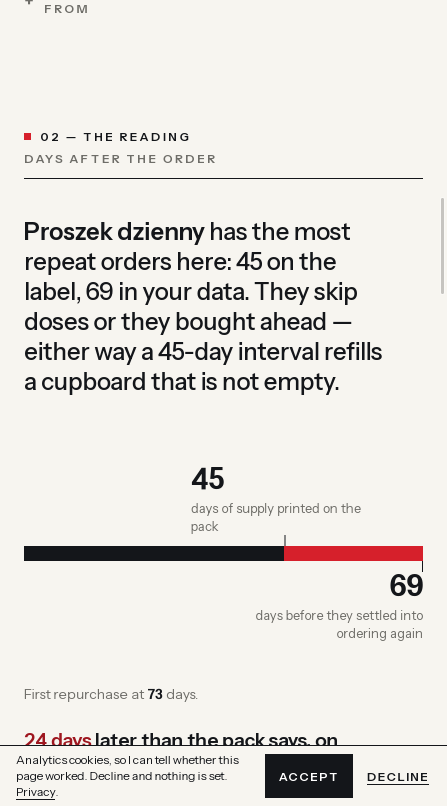 FROM
02 — THE READING
DAYS AFTER THE ORDER
Proszek dzienny has the most
repeat orders here: 45 on the
label, 69 in your data. They skip
doses or they bought ahead —
either way a 45-day interval refills
a cupboard that is not empty.
45
days of supply printed on the
pack
69
days before they settled into
ordering again
First repurchase at 73 days.
24 days later than the pack says, on
Analytics cookies, so I can tell whether this
page worked. Decline and nothing is set.
Privacy.
ACCEPT
DECLINE